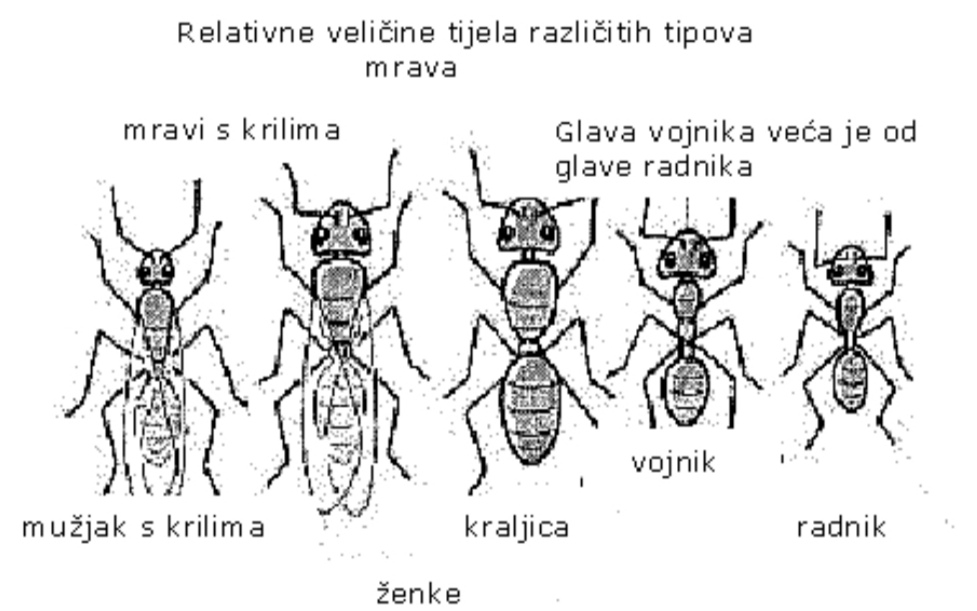 Relativne veličine tijela različitih tipova
mrava
mravi s krilima
Glava vojnika veća je od
glave radnika
vojnik
mužjak s krilima
kraljica
radnik
ženke